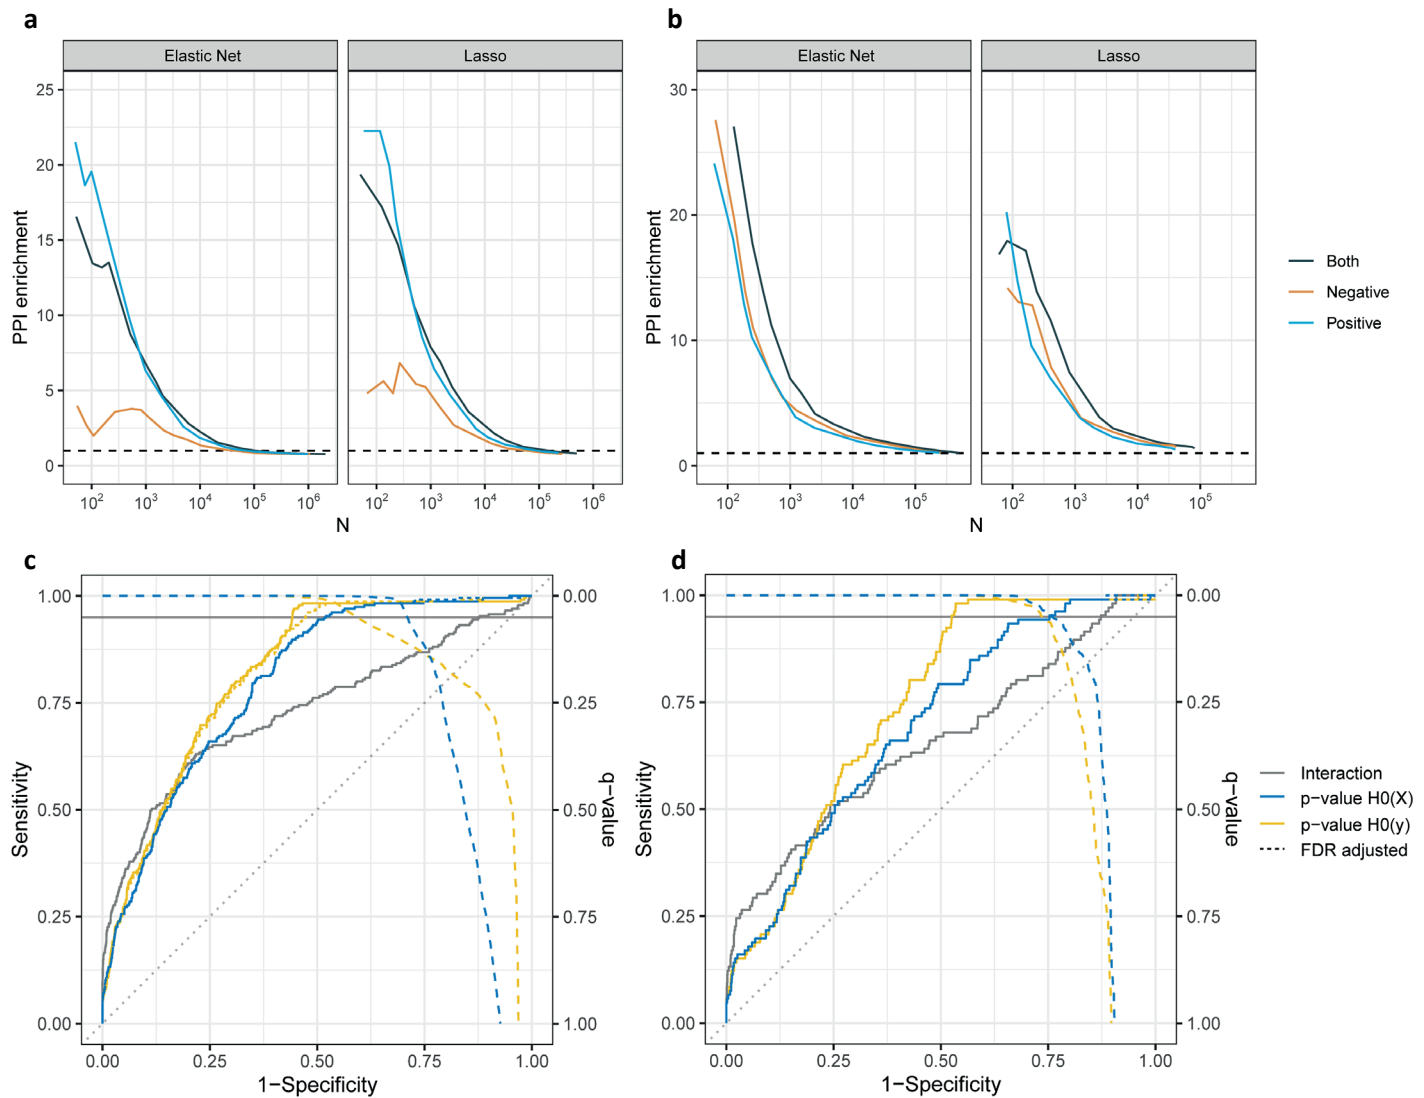 a
b
Elastic Net
Lasso
Elastic Net
Lasso
25
20
15
10
5
0
PPI enrichment
10² 10³ 10⁴ 10⁵ 10⁶
10² 10³ 10⁴ 10⁵ 10⁶
N
30
20
10
0
PPI enrichment
10² 10³ 10⁴ 10⁵
10² 10³ 10⁴ 10⁵
N
Both
Negative
Positive
c
d
1.00
0.75
0.50
0.25
0.00
Sensitivity
0.00
0.25
0.50
0.75
1.00
q−value
0.00 0.25 0.50 0.75 1.00
1−Specificity
1.00
0.75
0.50
0.25
0.00
Sensitivity
0.00
0.25
0.50
0.75
1.00
q−value
0.00 0.25 0.50 0.75 1.00
1−Specificity
Interaction
p−value H0(X)
p−value H0(y)
FDR adjusted